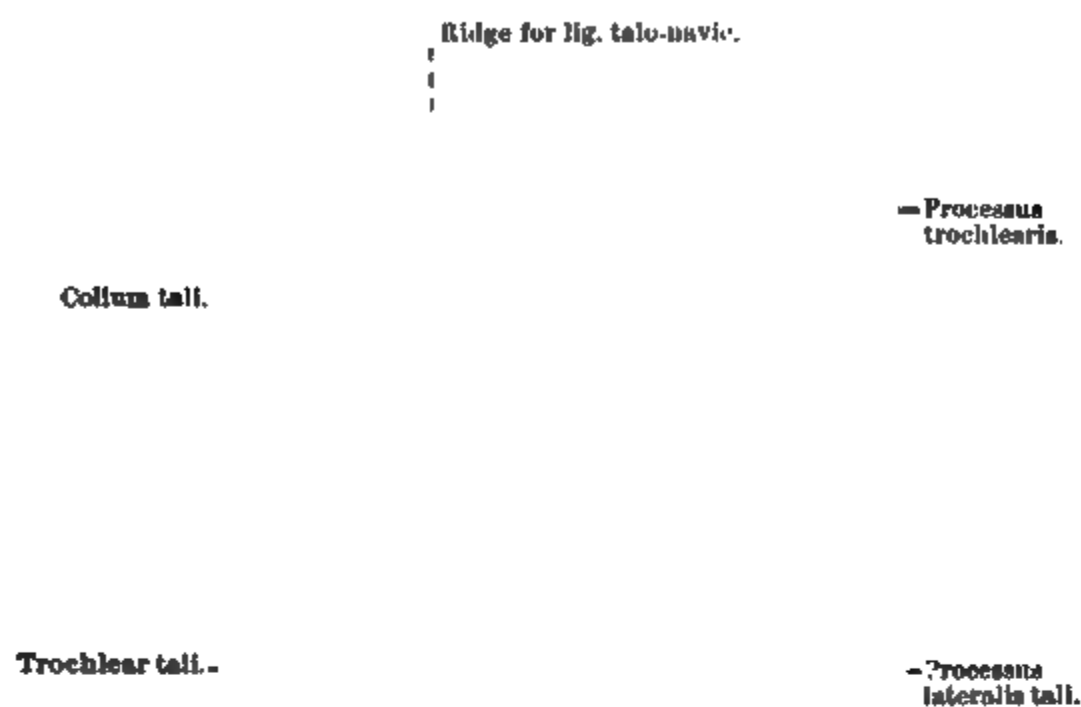 Ridge for lig. talo-navic.
Processus
trochlearis.
Collum tali.
Trochlear tali.
Processus
lateralis tali.